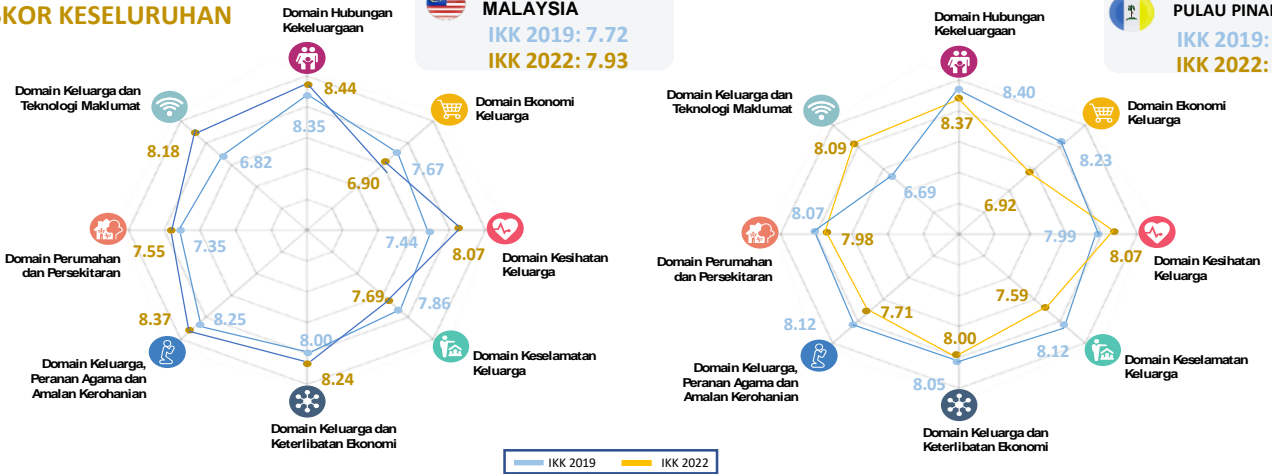 SKOR KESELURUHAN
MALAYSIA
IKK 2019: 7.72
IKK 2022: 7.93
Domain Hubungan
Kekeluargaan
8.44
8.35
Domain Ekonomi
Keluarga
7.67
6.90
Domain Kesihatan
Keluarga
7.44
8.07
Domain Keselamatan
Keluarga
7.69
7.86
Domain Keluarga dan
Keterlibatan Ekonomi
8.00
8.24
Domain Keluarga,
Peranan Agama dan
Amalan Kerohanian
8.37
8.25
Domain Perumahan
dan Persekitaran
7.55
7.35
Domain Keluarga dan
Teknologi Maklumat
8.18
6.82
PULAU PINA
IKK 2019:
IKK 2022:
Domain Hubungan
Kekeluargaan
8.40
8.37
Domain Ekonomi
Keluarga
8.23
6.92
Domain Kesihatan
Keluarga
7.99
8.07
Domain Keselamatan
Keluarga
7.59
8.12
Domain Keluarga dan
Keterlibatan Ekonomi
8.00
8.05
Domain Keluarga,
Peranan Agama dan
Amalan Kerohanian
8.12
7.71
Domain Perumahan
dan Persekitaran
8.07
7.98
Domain Keluarga dan
Teknologi Maklumat
8.09
6.69
IKK 2019 IKK 2022